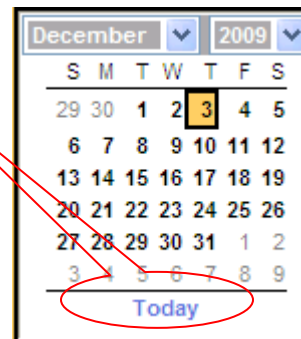 December 2009
S M T W T F S
29 30 1 2 3 4 5
6 7 8 9 10 11 12
13 14 15 16 17 18 19
20 21 22 23 24 25 26
27 28 29 30 31 1 2
3 4 5 6 7 8 9
Today